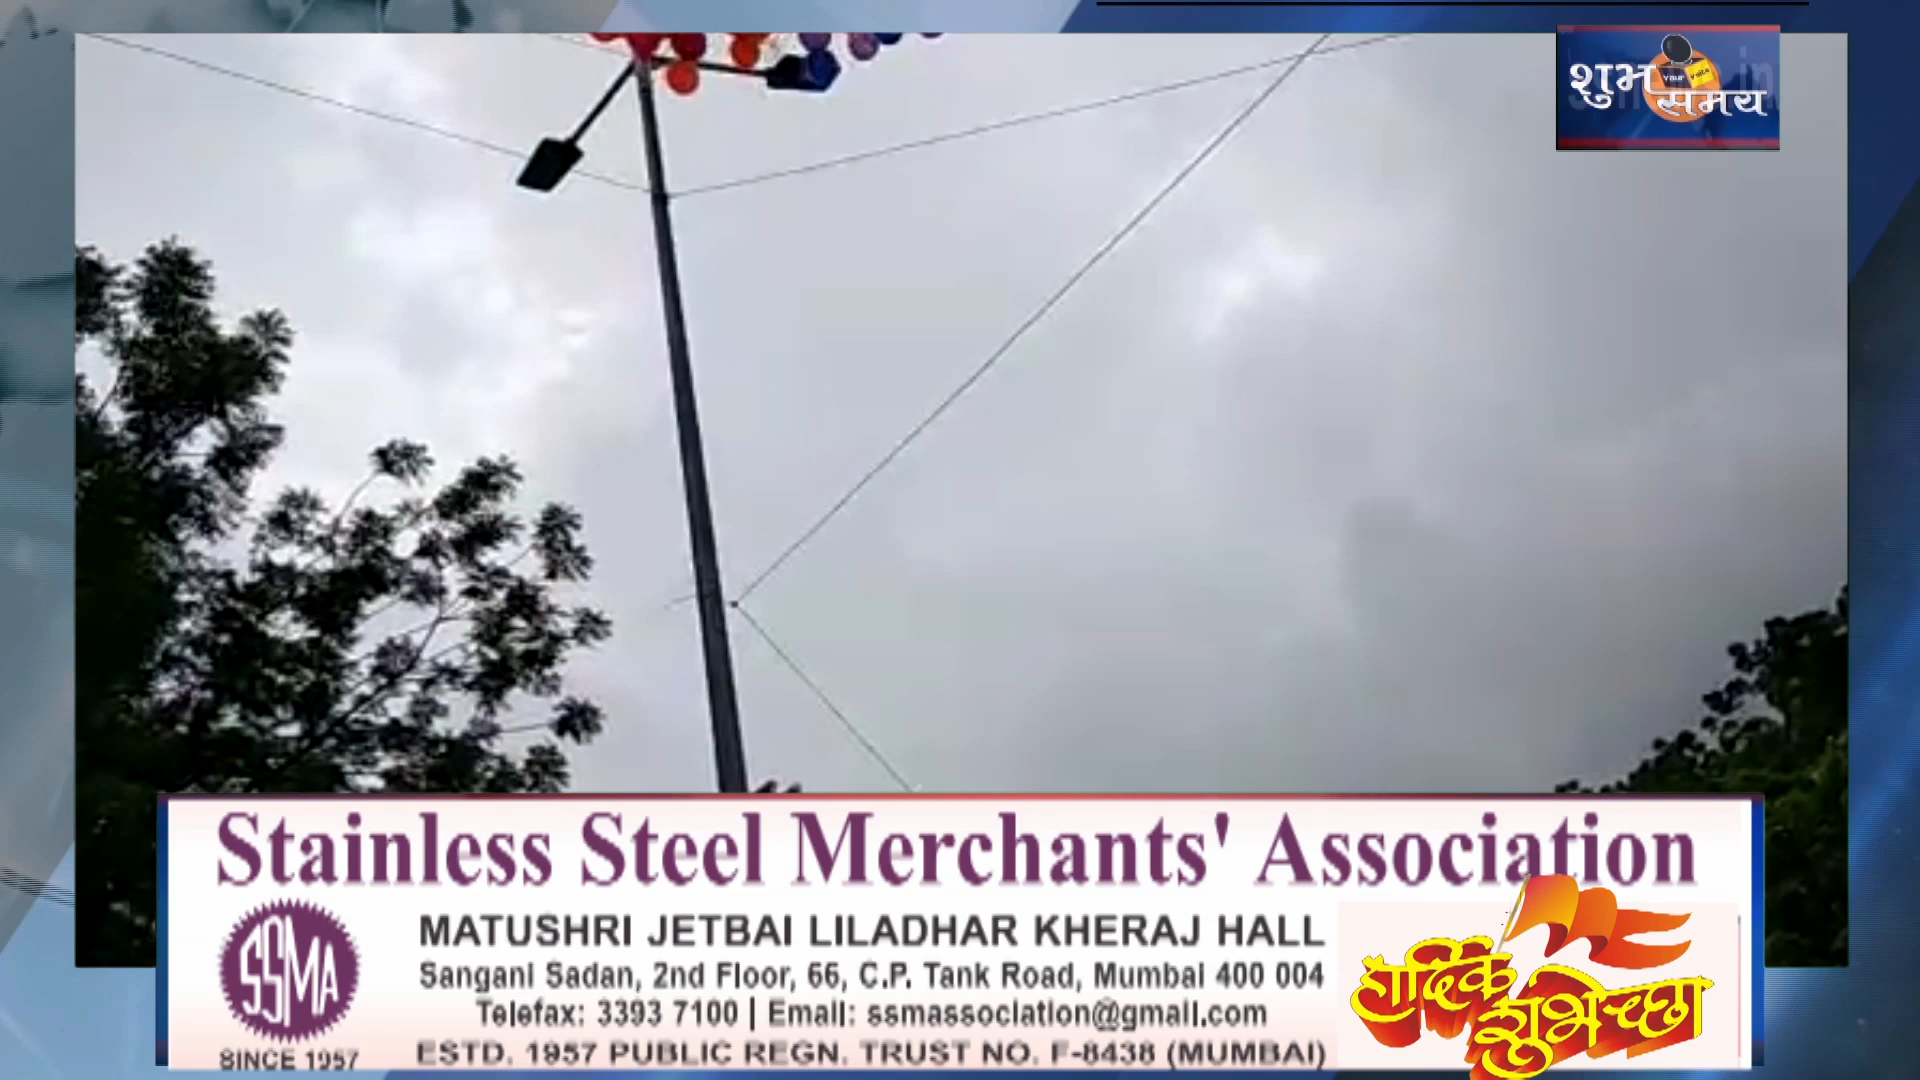 शुभ
Your Voice
समय
Stainless Steel Merchants' Association
MATUSHRI JETBAI LILADHAR KHERAJ HALL
Sangani Sadan, 2nd Floor, 66, C.P. Tank Road, Mumbai 400 004
Telefax: 3393 7100 | Email: ssmassociation@gmail.com
ESTD. 1957 PUBLIC REGN. TRUST NO. F-8438 (MUMBAI)
SSMA
SINCE 1957
हार्दिक
शुभेच्छा